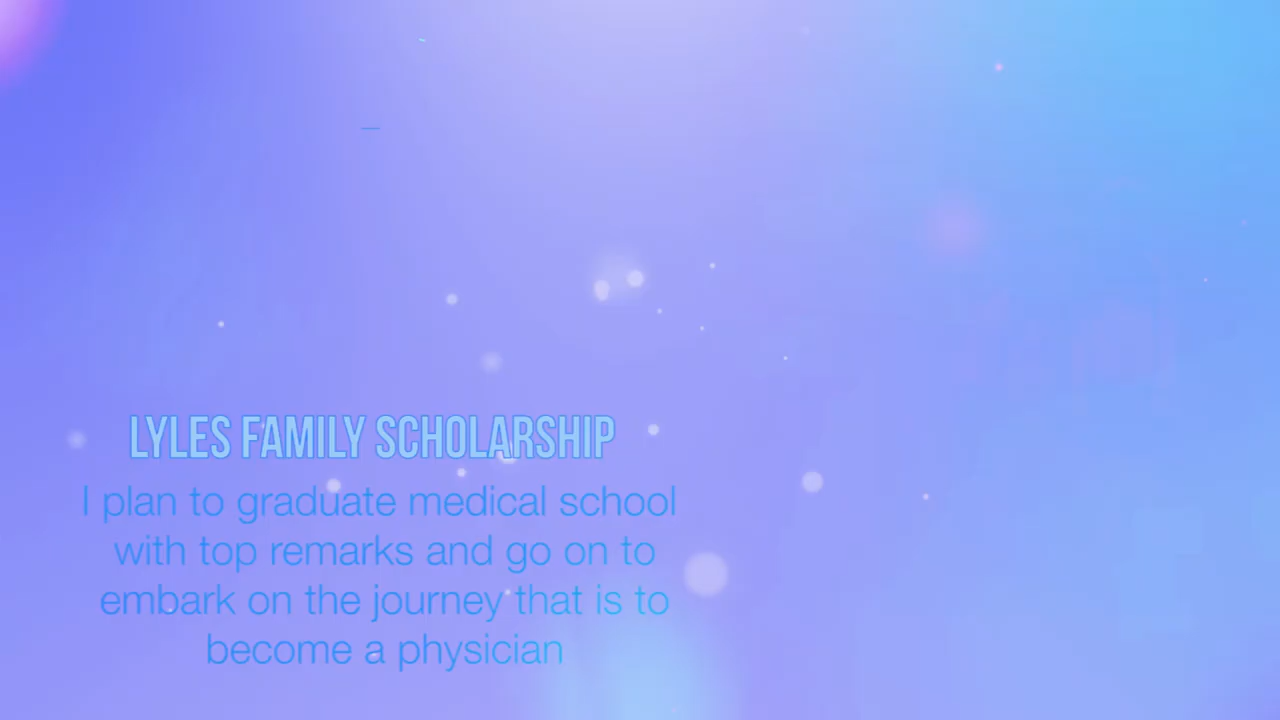 LYLES FAMILY SCHOLARSHIP
I plan to graduate medical school
with top remarks and go on to
embark on the journey that is to
become a physician